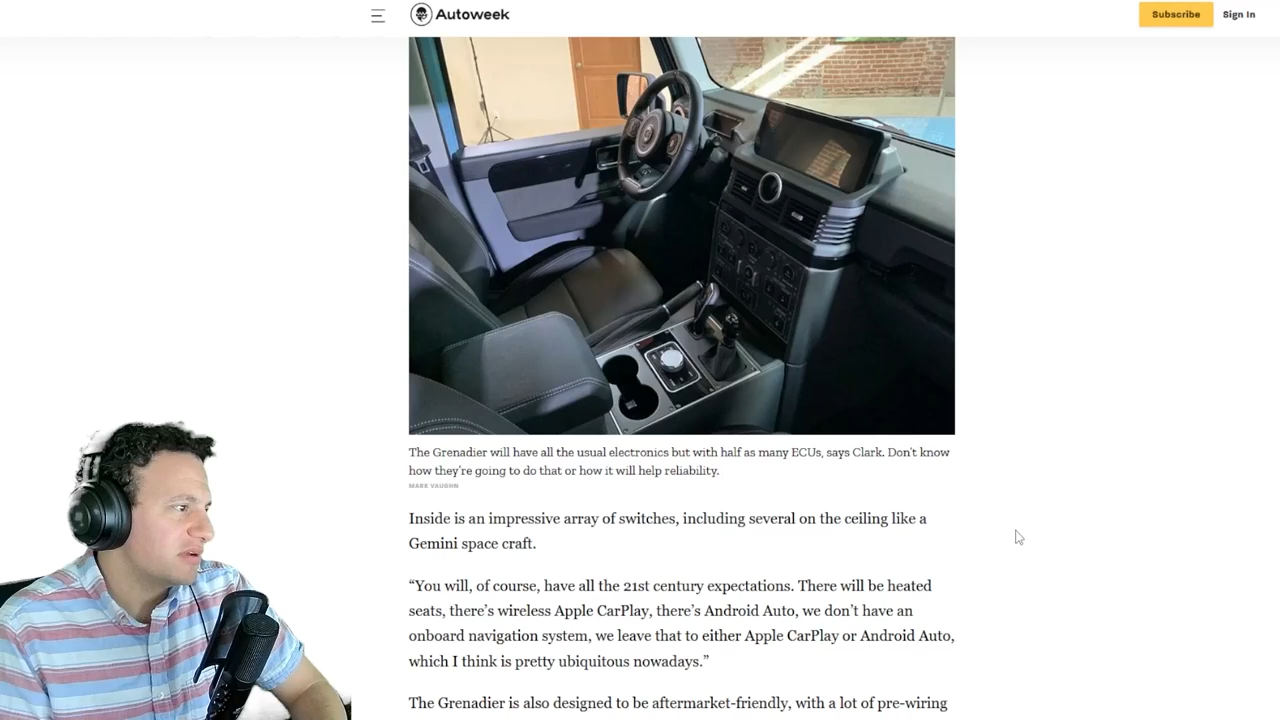 Autoweek
Subscribe
Sign In
The Grenadier will have all the usual electronics but with half as many ECUs, says Clark. Don't know
how they're going to do that or how it will help reliability.
MARK VAUGHN
Inside is an impressive array of switches, including several on the ceiling like a
Gemini space craft.
“You will, of course, have all the 21st century expectations. There will be heated
seats, there’s wireless Apple CarPlay, there’s Android Auto, we don’t have an
onboard navigation system, we leave that to either Apple CarPlay or Android Auto,
which I think is pretty ubiquitous nowadays.”
The Grenadier is also designed to be aftermarket-friendly, with a lot of pre-wiring